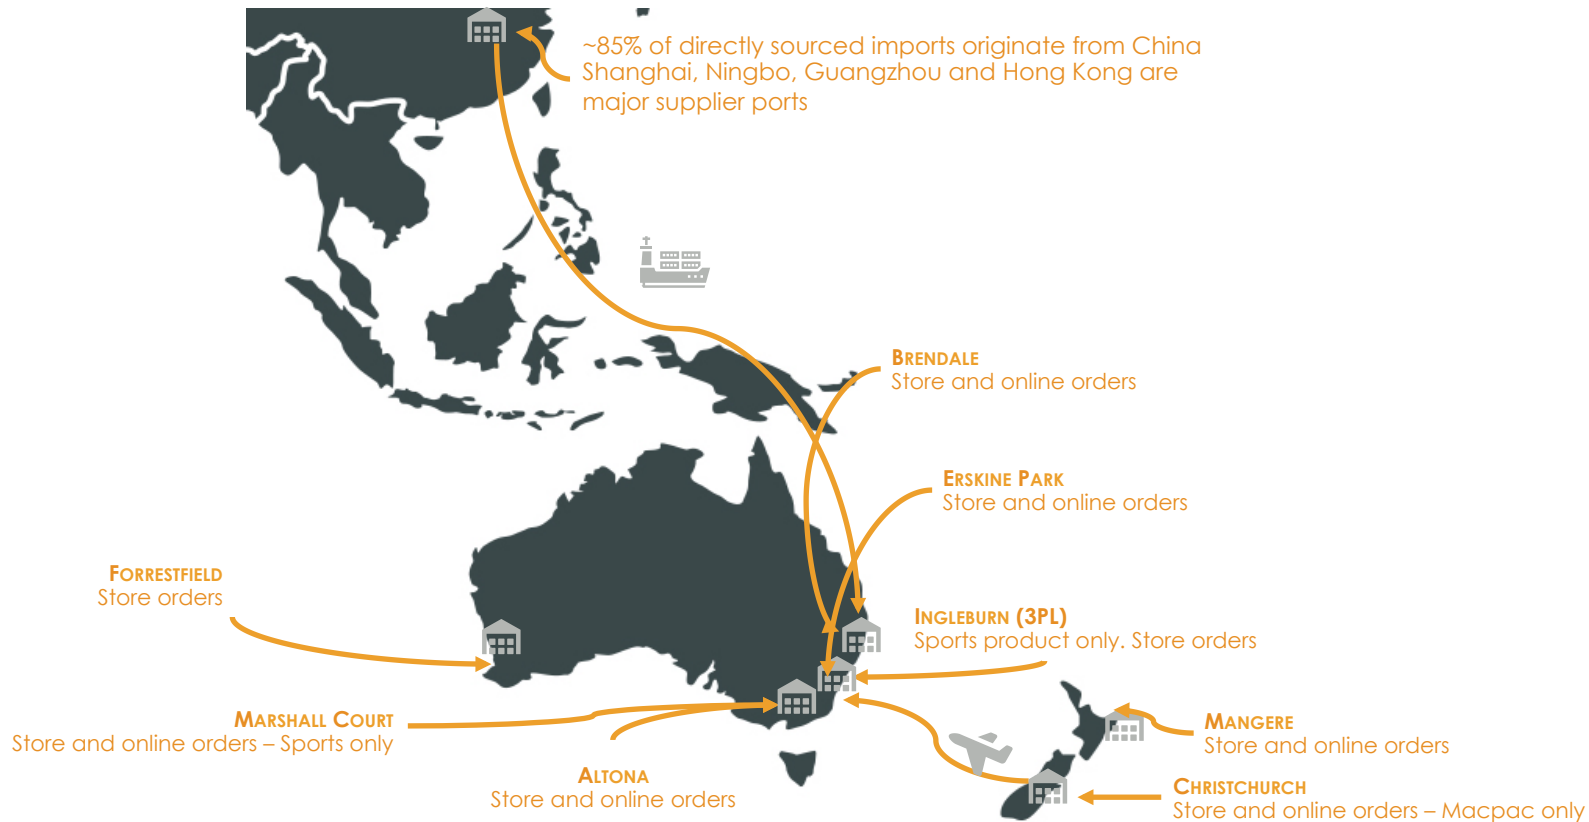 ~85% of directly sourced imports originate from China
Shanghai, Ningbo, Guangzhou and Hong Kong are
major supplier ports
BRENDALE
Store and online orders
ERSKINE PARK
Store and online orders
FORRESTFIELD
Store orders
INGLEBURN (3PL)
Sports product only. Store orders
MARSHALL COURT
Store and online orders – Sports only
MANGERE
Store and online orders
ALTONA
Store and online orders
CHRISTCHURCH
Store and online orders – Macpac only